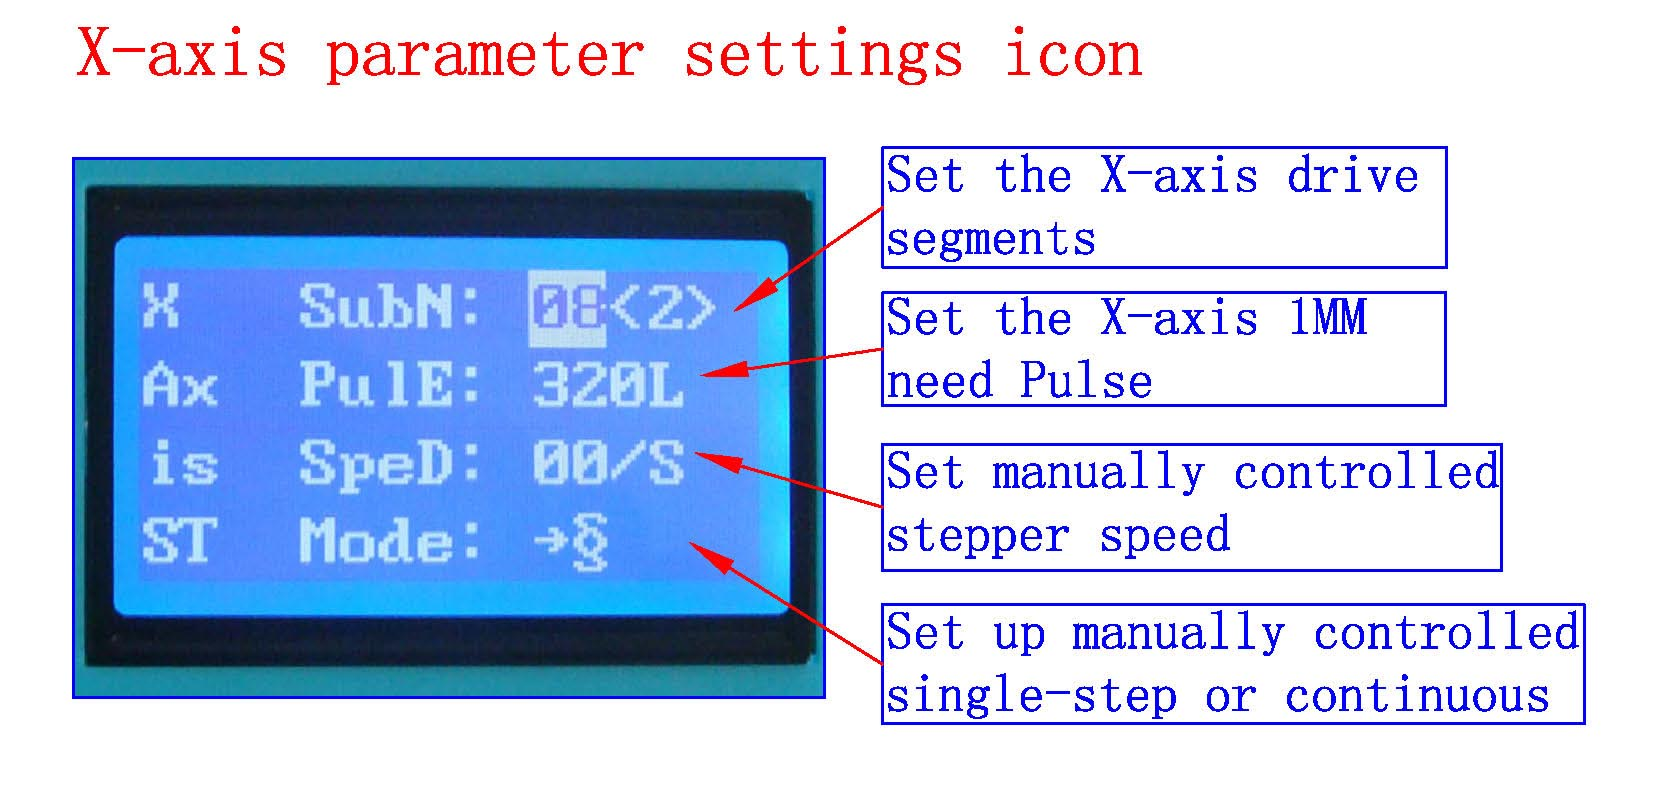 X-axis parameter settings icon
X SubN: 08<2>
Ax PulE: 320L
is SpeD: 00/S
ST Mode: →§
Set the X-axis drive
segments
Set the X-axis 1MM
need Pulse
Set manually controlled
stepper speed
Set up manually controlled
single-step or continuous